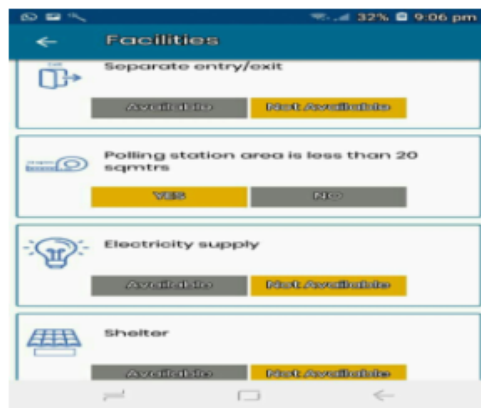 32% 9:06 pm
Facilities
Separate entry/exit
Available Not Available
Polling station area is less than 20
sqmtrs
YES NO
Electricity supply
Available Not Available
Shelter
Available Not Available